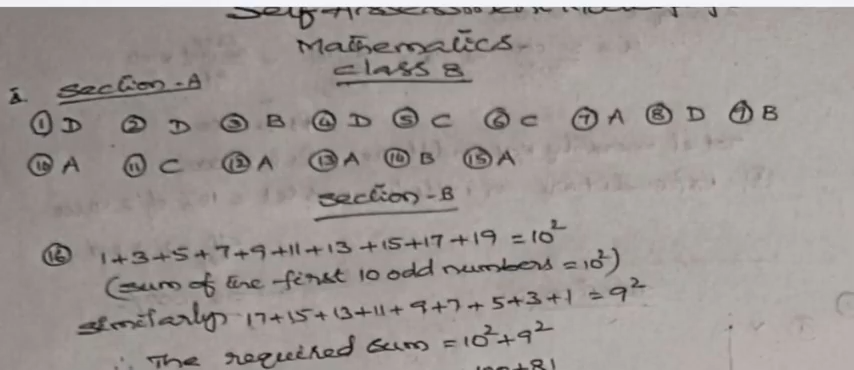 Mathematics
class 8
i. Section-A
① D ② D ③ B ④ D ⑤ C ⑥ C ⑦ A ⑧ D ⑨ B
⑩ A ⑪ C ⑫ A ⑬ A ⑭ B ⑮ A
Section-B
⑯ 1+3+5+7+9+11+13+15+17+19 = 10²
(sum of the first 10 odd numbers = 10²)
Similarly, 17+15+13+11+9+7+5+3+1 = 9²
∴ The required sum = 10²+9²